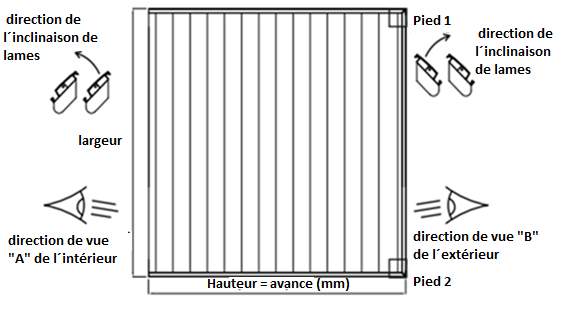 direction de
l´inclinaison de
lames
Pied 1
direction de
l´inclinaison
de lames
largeur
direction de vue
"A" de l´intérieur
direction de vue "B"
de l´extérieur
Hauteur = avance (mm)
Pied 2